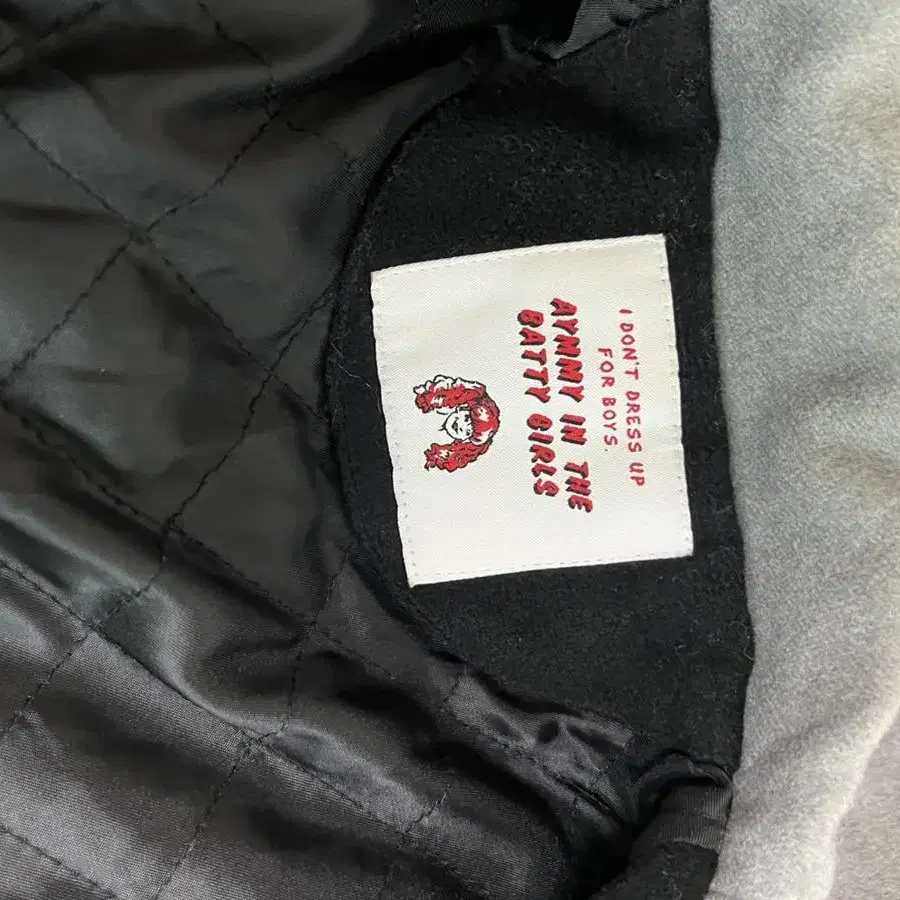 I DON'T DRESS UP
FOR BOYS.
AYMMY IN THE
BATTY GIRLS